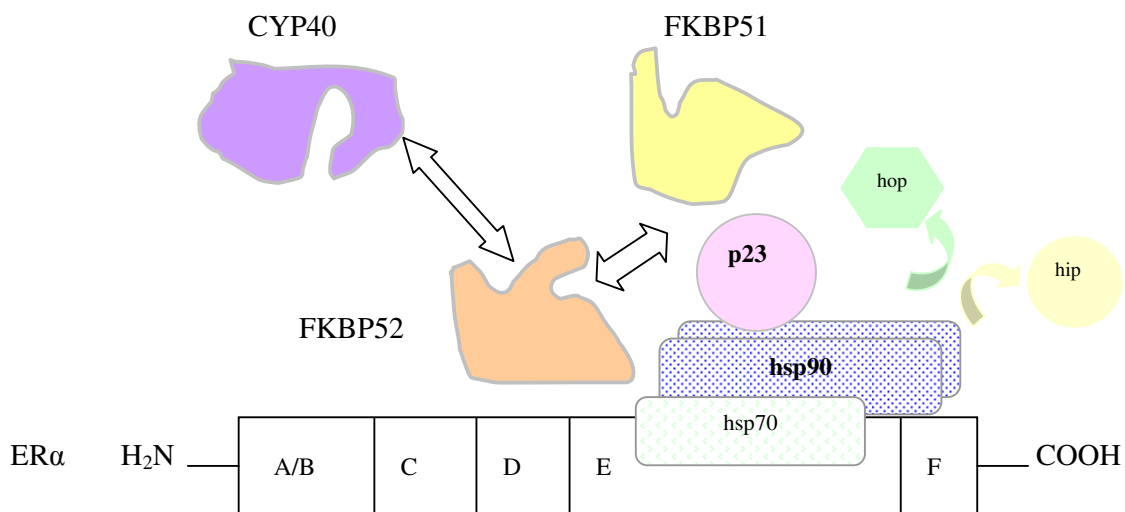 CYP40
FKBP51
hop
p23
hip
FKBP52
hsp90
hsp70
ERα H₂N A/B C D E F COOH